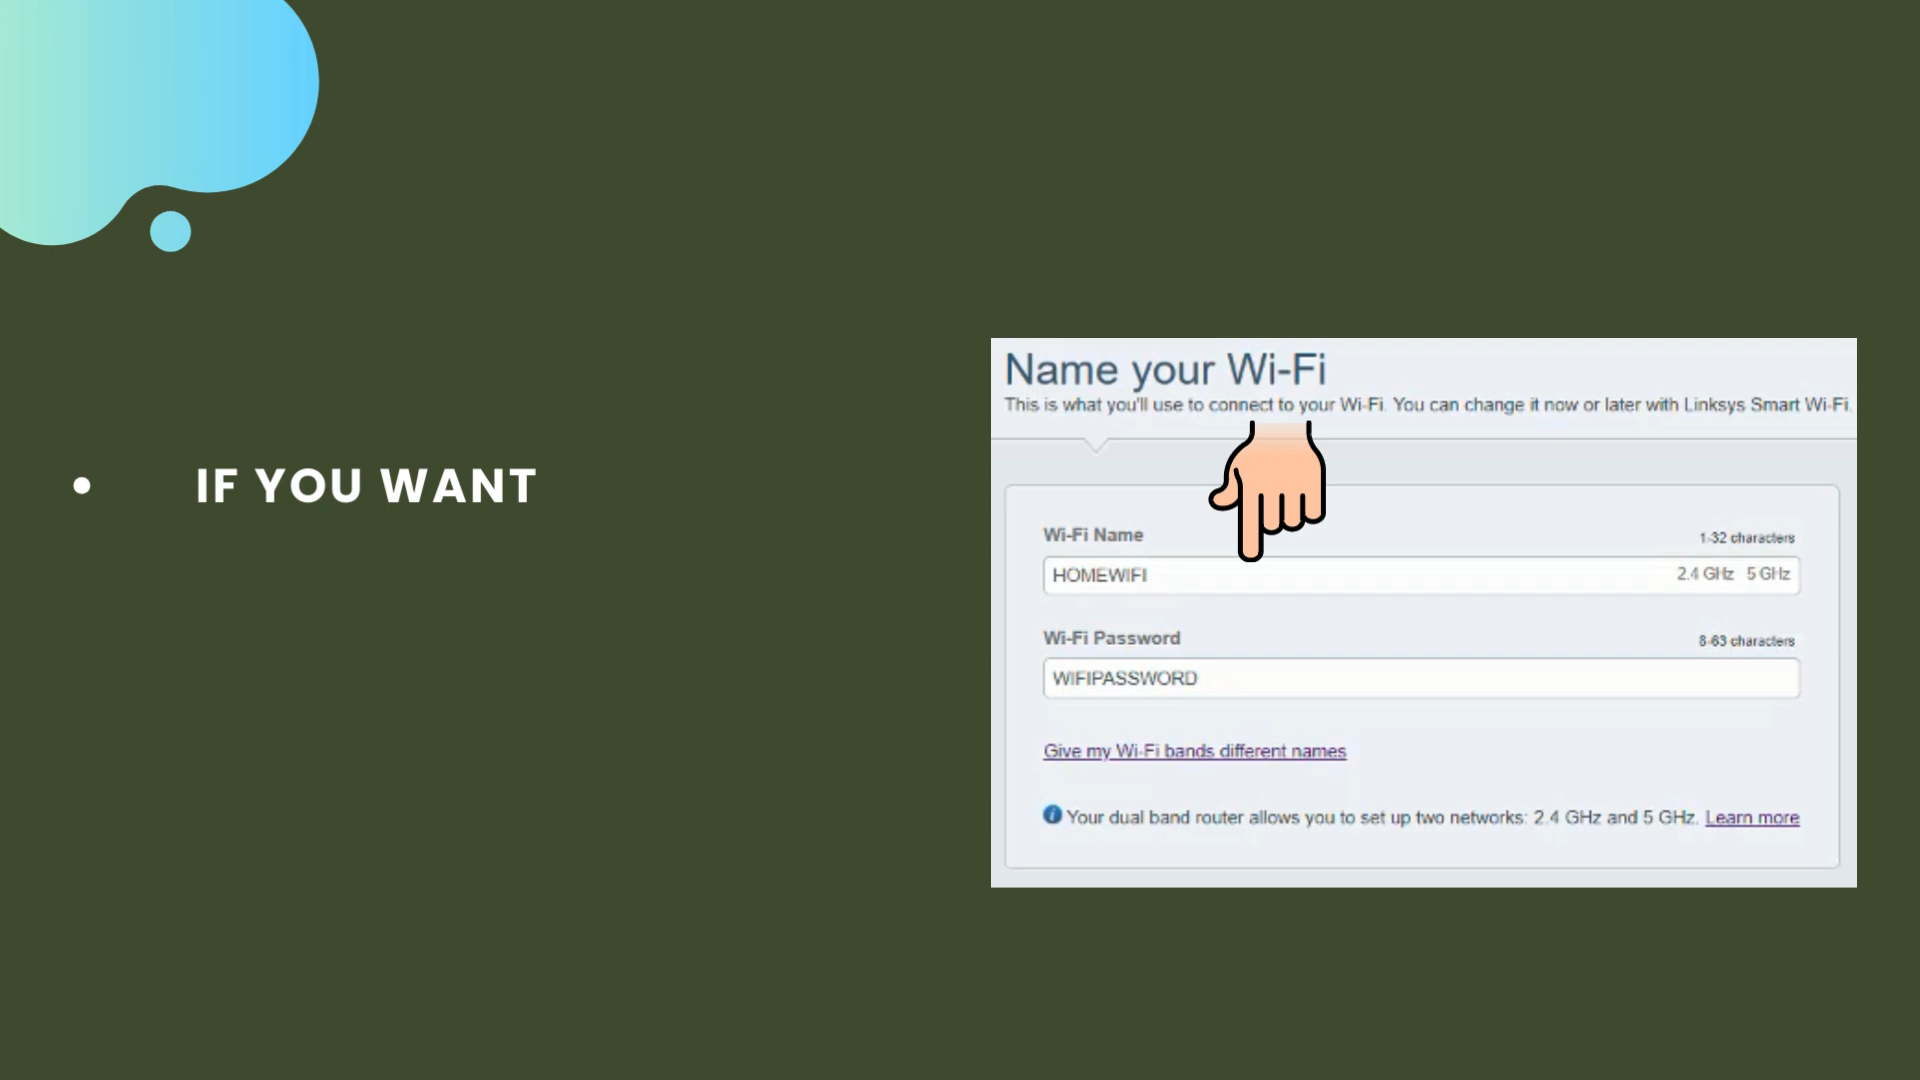 • IF YOU WANT
Name your Wi-Fi
This is what you'll use to connect to your Wi-Fi. You can change it now or later with Linksys Smart Wi-Fi.
Wi-Fi Name 1-32 characters
HOMEWIFI 2.4 GHz 5 GHz
Wi-Fi Password 8-63 characters
WIFIPASSWORD
Give my Wi-Fi bands different names
Your dual band router allows you to set up two networks: 2.4 GHz and 5 GHz. Learn more